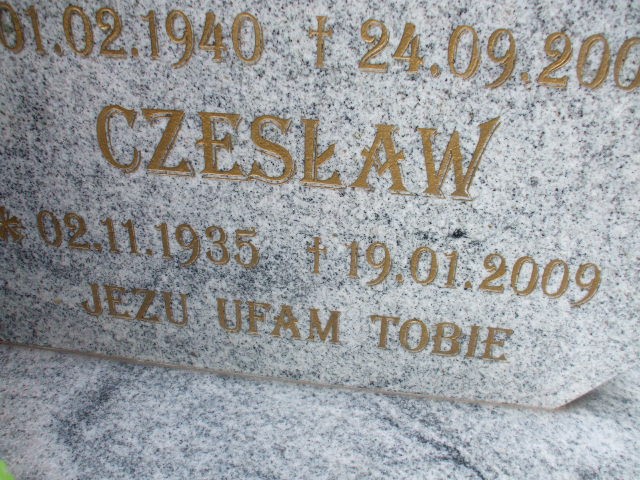 01.02.1940 † 24.09.200
CZESŁAW
* 02.11.1935 † 19.01.2009
JEZU UFAM TOBIE